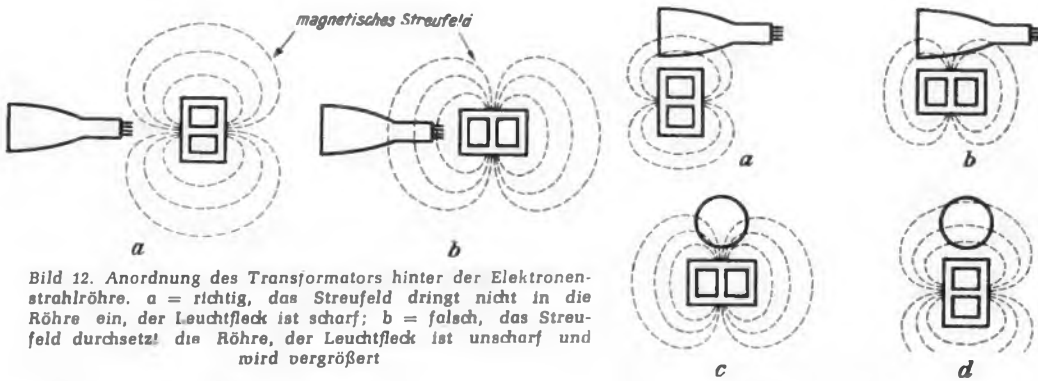 magnetisches Streufeld
a
b
Bild 12. Anordnung des Transformators hinter der Elektronen-
strahlröhre. a = richtig, das Streufeld dringt nicht in die
Röhre ein, der Leuchtfleck ist scharf; b = falsch, das Streu-
feld durchsetzt die Röhre, der Leuchtfleck ist unscharf und
wird vergrößert
a
b
c
d